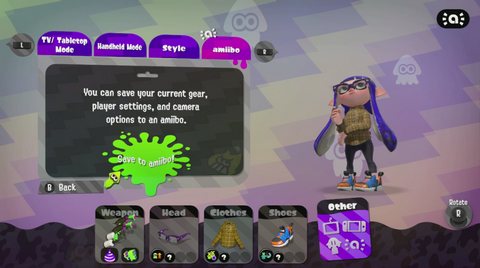 L
TV/ Tabletop
Mode
Handheld Mode
Style
amiibo
R
a
You can save your current gear,
player settings, and camera
options to an amiibo.
Save to amiibo!
B Back
Weapon
Head
Clothes
Shoes
Other
?
?
?
Rotate
R